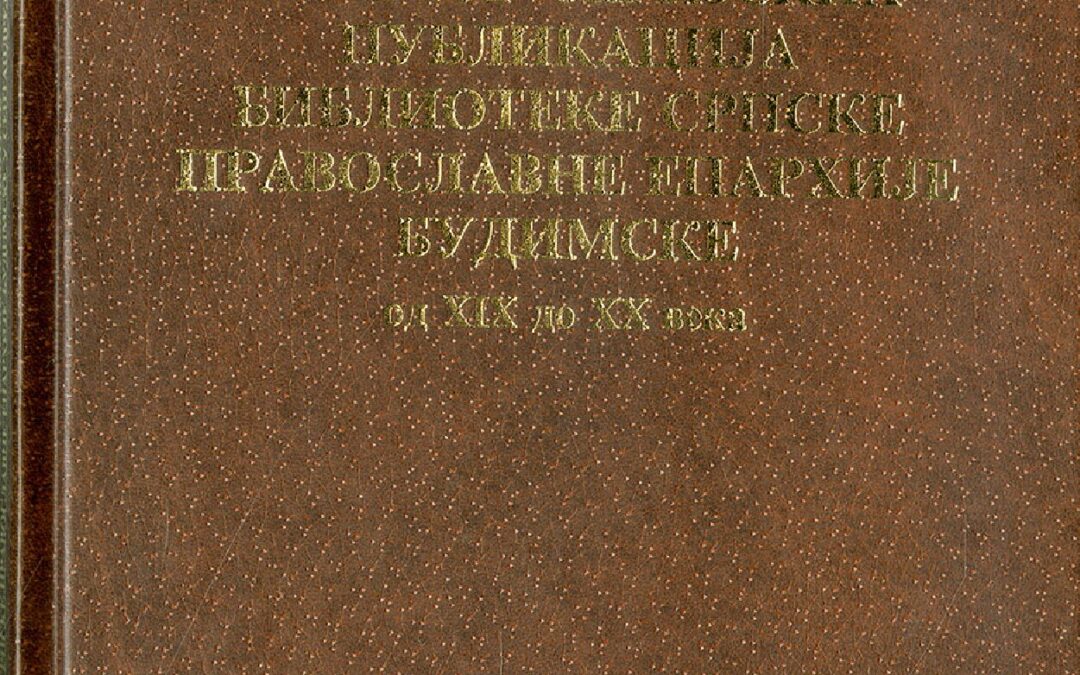 ПУБЛИКАЦИЈА
БИБЛИОТЕКЕ СРПСКЕ
ПРАВОСЛАВНЕ ЕПАРХИЈЕ
БУДИМСКЕ
од XIX до XX века